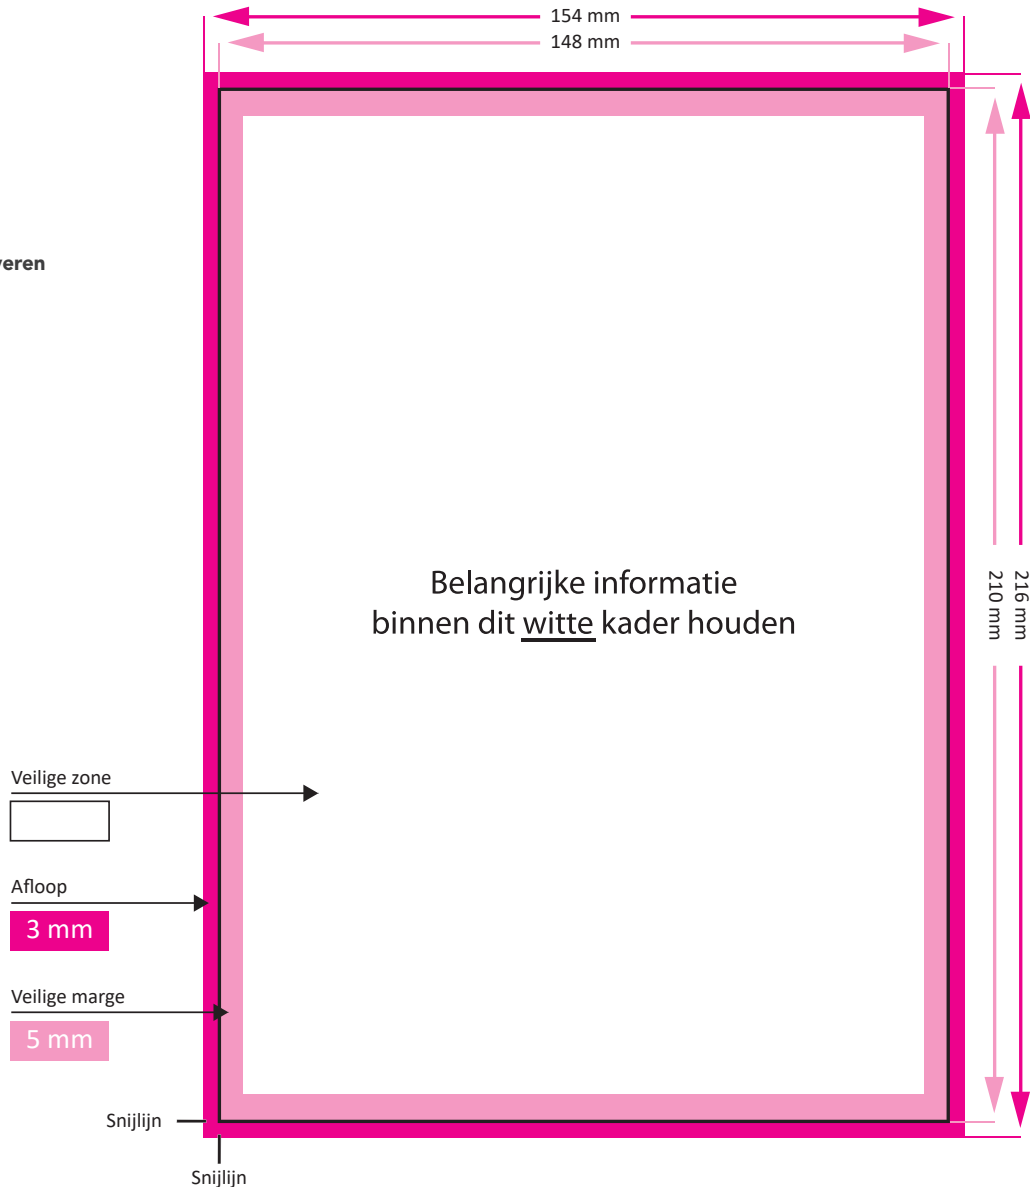 154 mm
148 mm
veren
Belangrijke informatie
binnen dit witte kader houden
216 mm
210 mm
Veilige zone
Afloop
3 mm
Veilige marge
5 mm
Snijlijn
Snijlijn